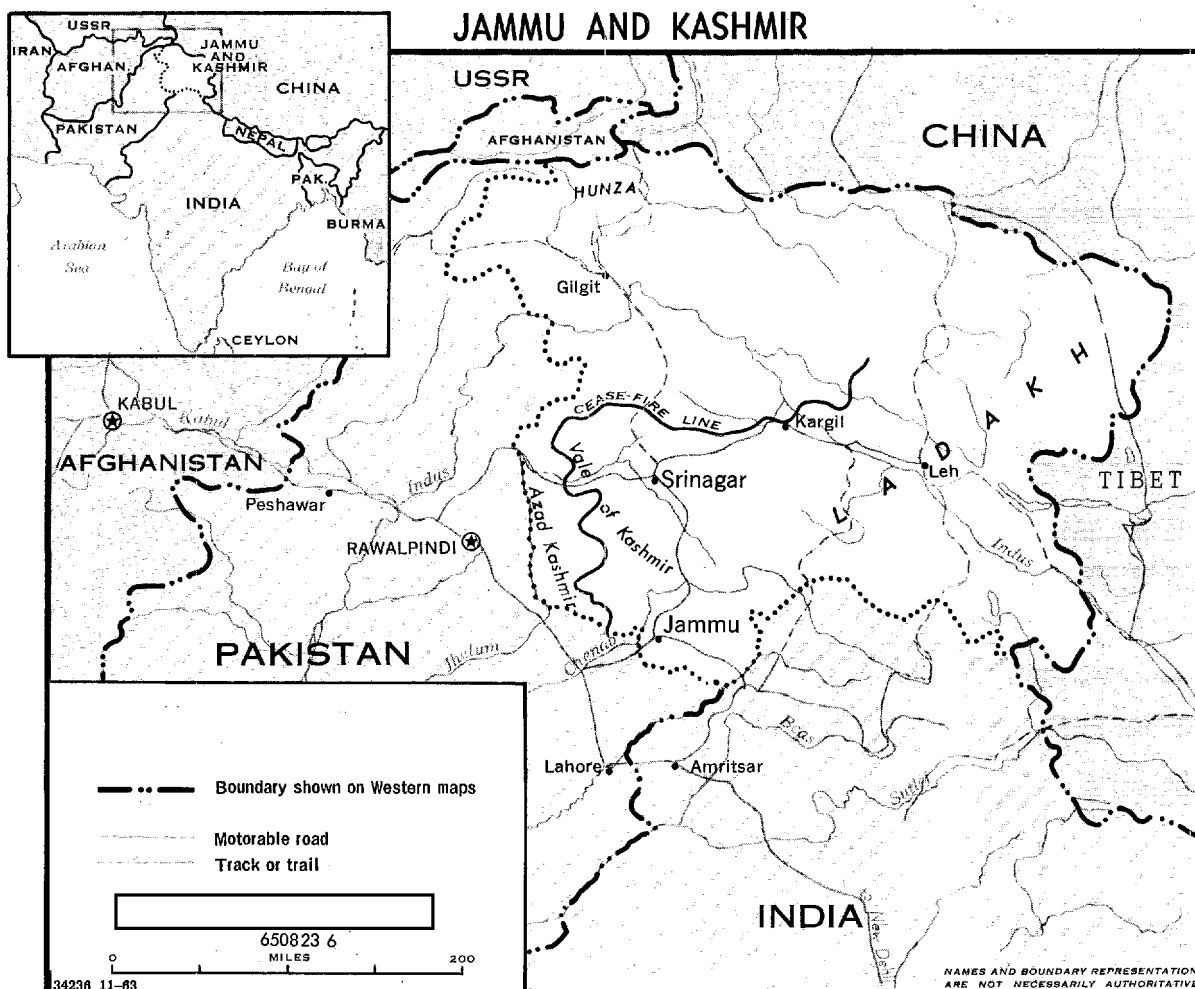 JAMMU AND KASHMIR
USSR
IRAN
AFGHAN.
JAMMU
AND
KASHMIR
CHINA
PAKISTAN
NEPAL
PAK.
INDIA
BURMA
Arabian
Sea
Bay of
Bengal
CEYLON
USSR
AFGHANISTAN
CHINA
HUNZA
Gilgit
KABUL
Kabul
AFGHANISTAN
CEASE-FIRE LINE
Kargil
LADAKH
Leh
TIBET
Peshawar
Indus
Srinagar
Vale of Kashmir
Azad Kashmir
RAWALPINDI
Indus
Jammu
PAKISTAN
Jhelum
Chenab
Beas
Lahore
Amritsar
Sutlej
INDIA
To New Delhi
Boundary shown on Western maps
Motorable road
Track or trail
650823 6
MILES
0 200
34236 11-63
NAMES AND BOUNDARY REPRESENTATION
ARE NOT NECESSARILY AUTHORITATIVE